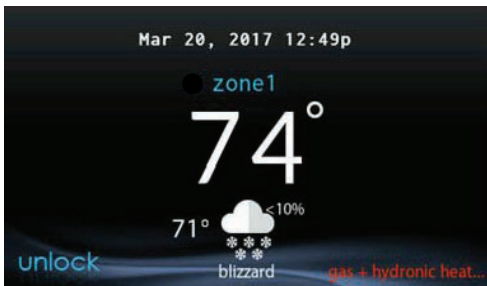 Mar 20, 2017 12:49p
zone1
74°
<10%
71°
blizzard
unlock
gas + hydronic heat...